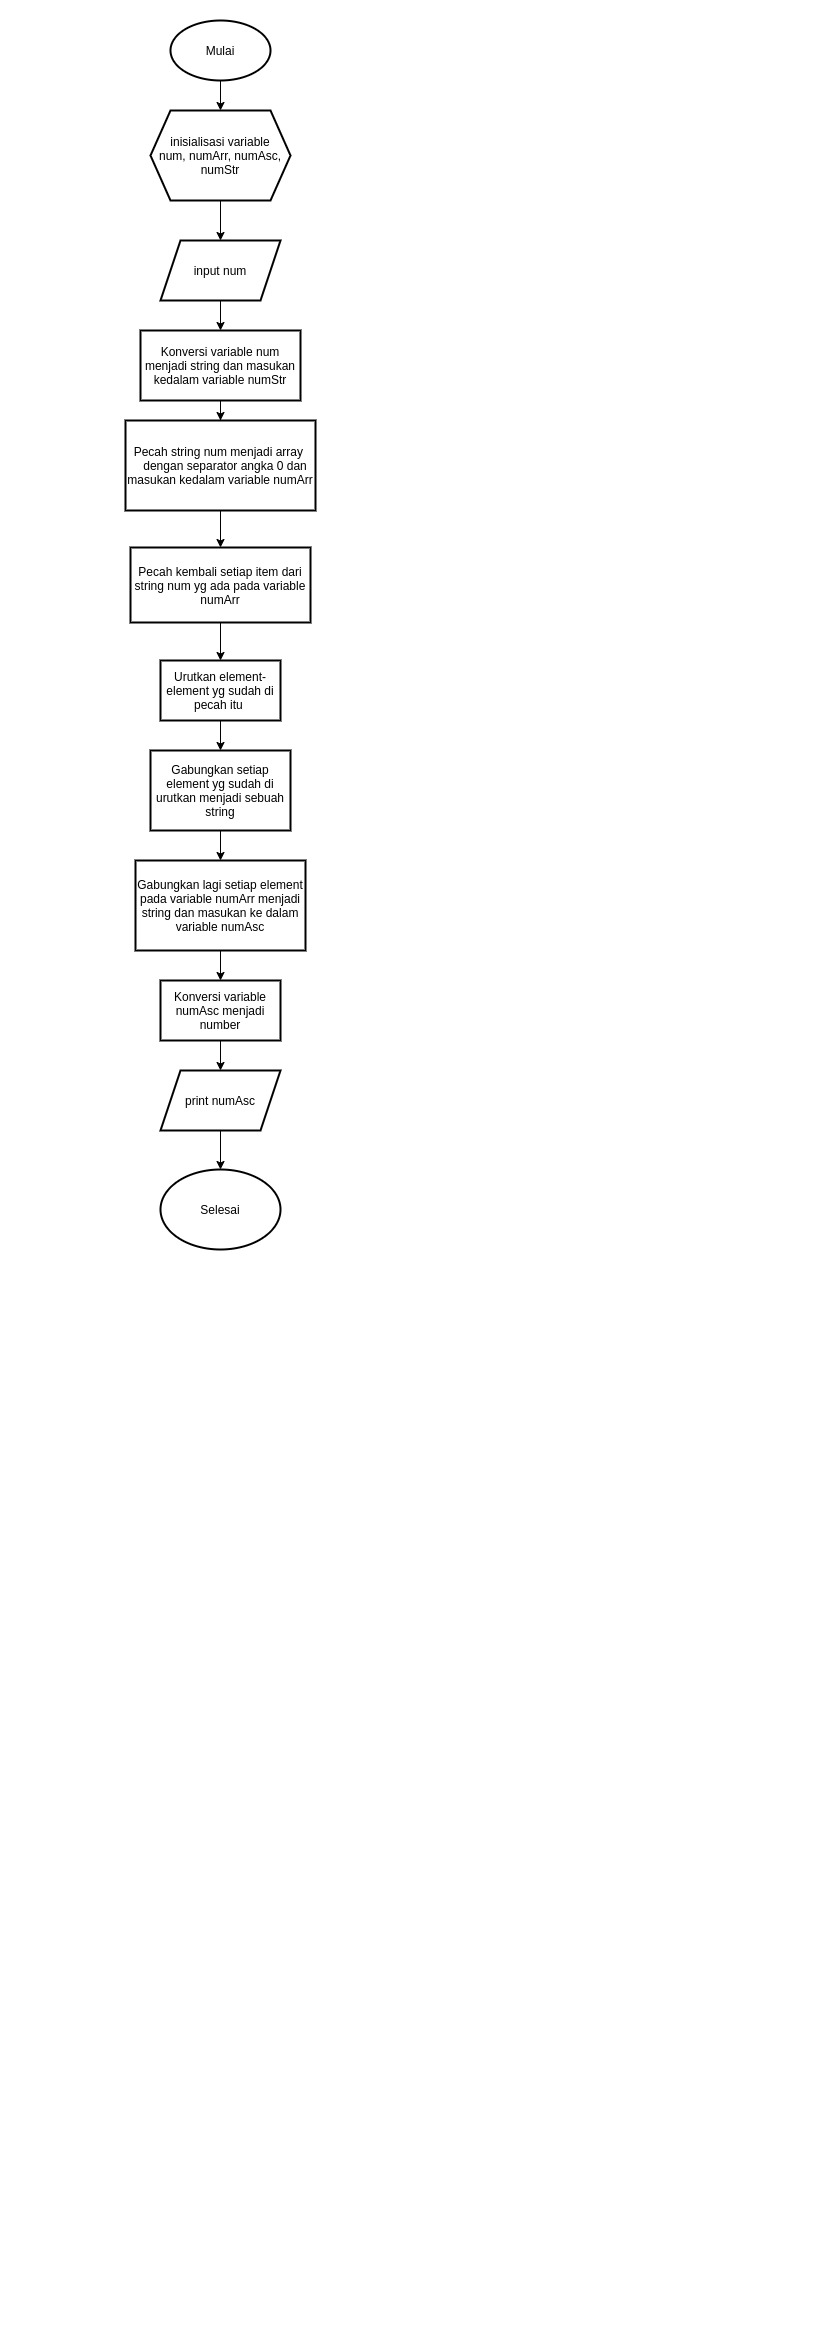 Mulai
inisialisasi variable
num, numArr, numAsc,
numStr
input num
Konversi variable num
menjadi string dan masukan
kedalam variable numStr
Pecah string num menjadi array
dengan separator angka 0 dan
masukan kedalam variable numArr
Pecah kembali setiap item dari
string num yg ada pada variable
numArr
Urutkan element-
element yg sudah di
pecah itu
Gabungkan setiap
element yg sudah di
urutkan menjadi sebuah
string
Gabungkan lagi setiap element
pada variable numArr menjadi
string dan masukan ke dalam
variable numAsc
Konversi variable
numAsc menjadi
number
print numAsc
Selesai